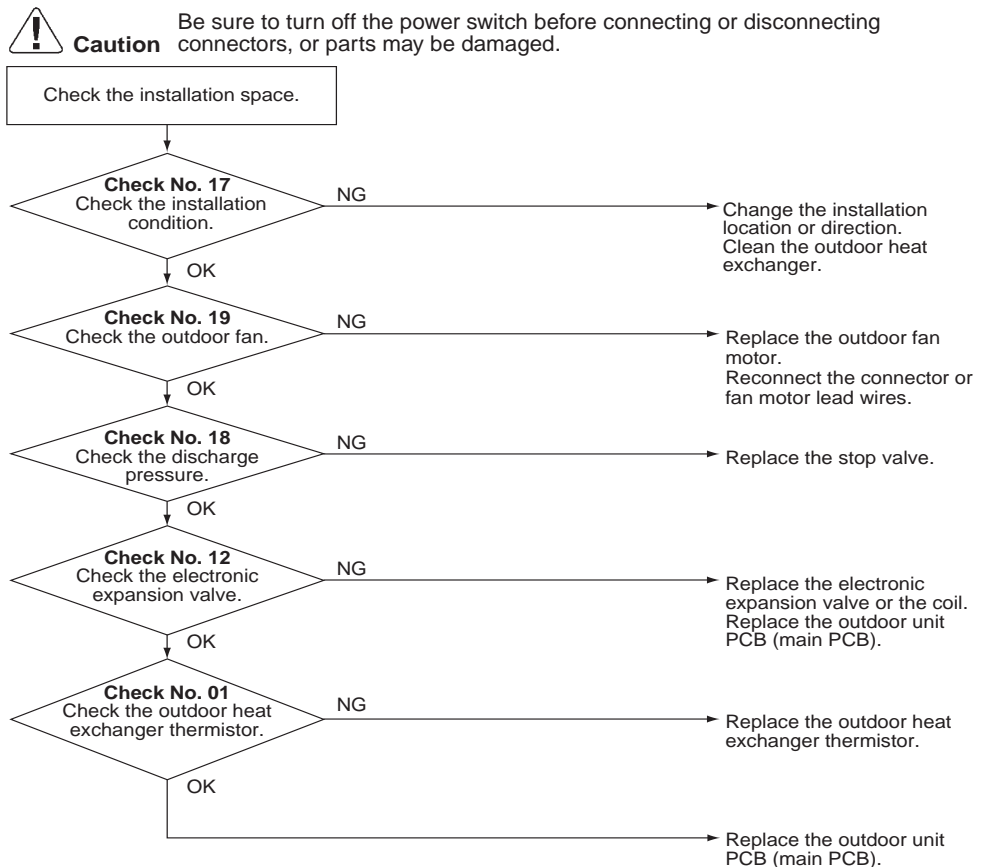 Be sure to turn off the power switch before connecting or disconnecting
Caution connectors, or parts may be damaged.
Check the installation space.
Check No. 17
Check the installation
condition.
NG
Change the installation
location or direction.
Clean the outdoor heat
exchanger.
OK
Check No. 19
Check the outdoor fan.
NG
Replace the outdoor fan
motor.
Reconnect the connector or
fan motor lead wires.
OK
Check No. 18
Check the discharge
pressure.
NG
Replace the stop valve.
OK
Check No. 12
Check the electronic
expansion valve.
NG
Replace the electronic
expansion valve or the coil.
Replace the outdoor unit
PCB (main PCB).
OK
Check No. 01
Check the outdoor heat
exchanger thermistor.
NG
Replace the outdoor heat
exchanger thermistor.
OK
Replace the outdoor unit
PCB (main PCB).